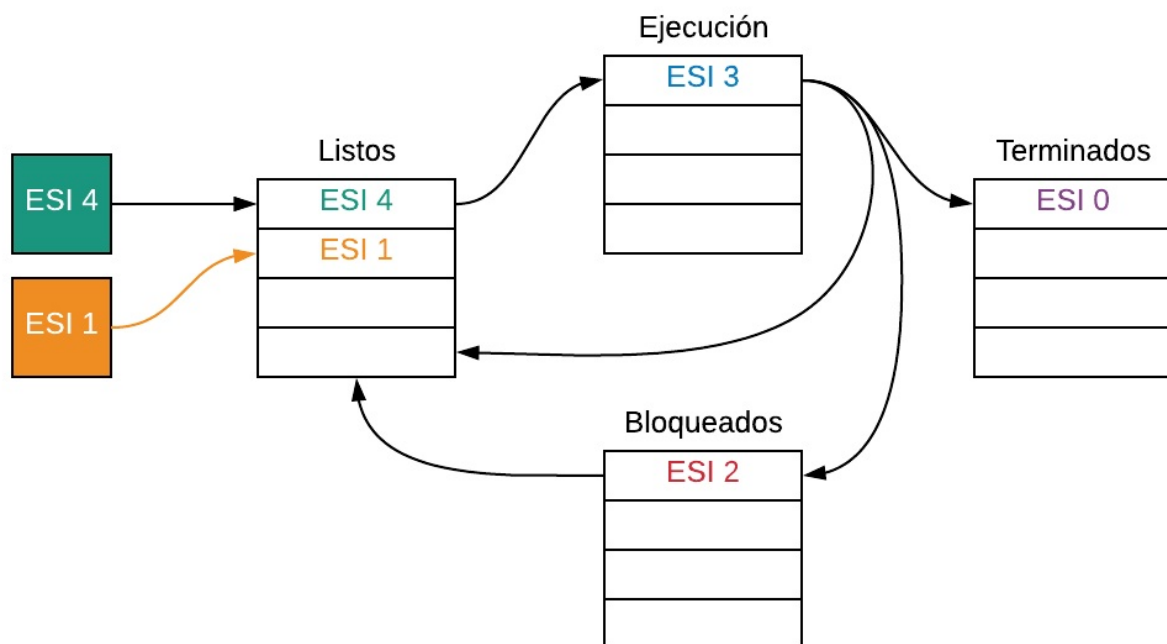 Ejecución
ESI 3
Listos
Terminados
ESI 4
ESI 4
ESI 0
ESI 1
ESI 1
Bloqueados
ESI 2